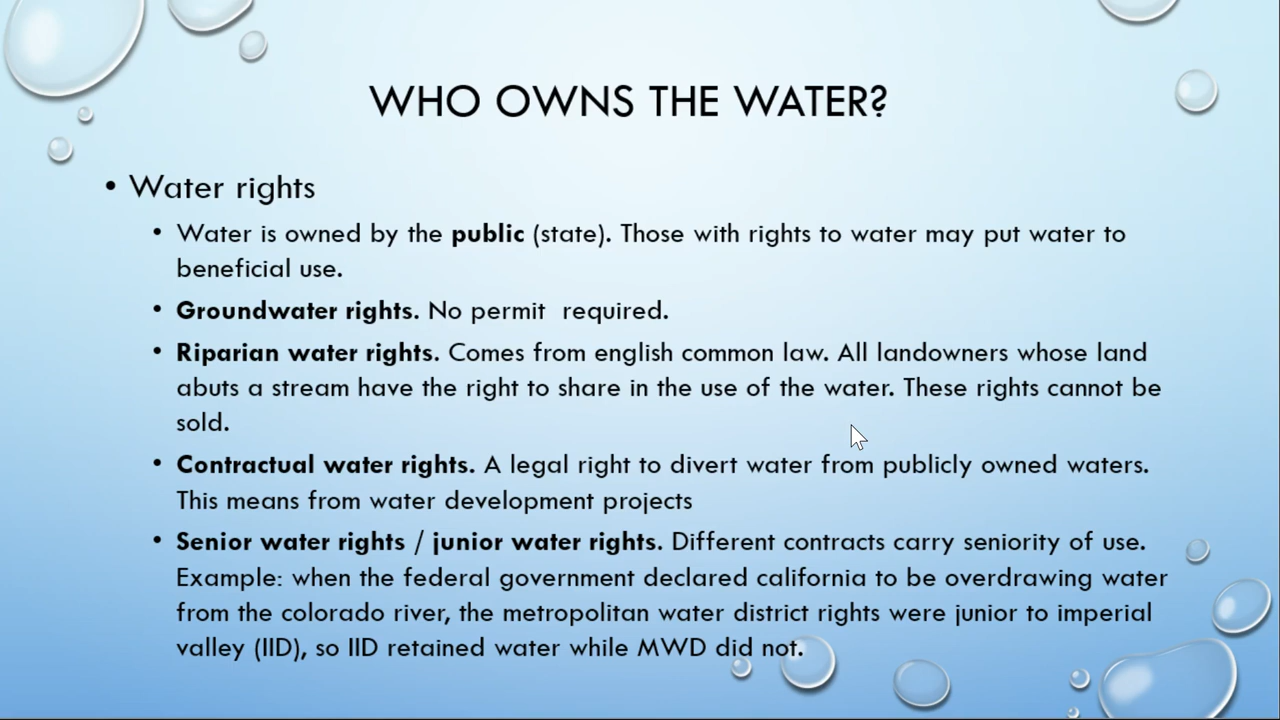 WHO OWNS THE WATER?
• Water rights
• Water is owned by the public (state). Those with rights to water may put water to
beneficial use.
• Groundwater rights. No permit  required.
• Riparian water rights. Comes from english common law. All landowners whose land
abuts a stream have the right to share in the use of the water. These rights cannot be
sold.
• Contractual water rights. A legal right to divert water from publicly owned waters.
This means from water development projects
• Senior water rights / junior water rights. Different contracts carry seniority of use.
Example: when the federal government declared california to be overdrawing water
from the colorado river, the metropolitan water district rights were junior to imperial
valley (IID), so IID retained water while MWD did not.